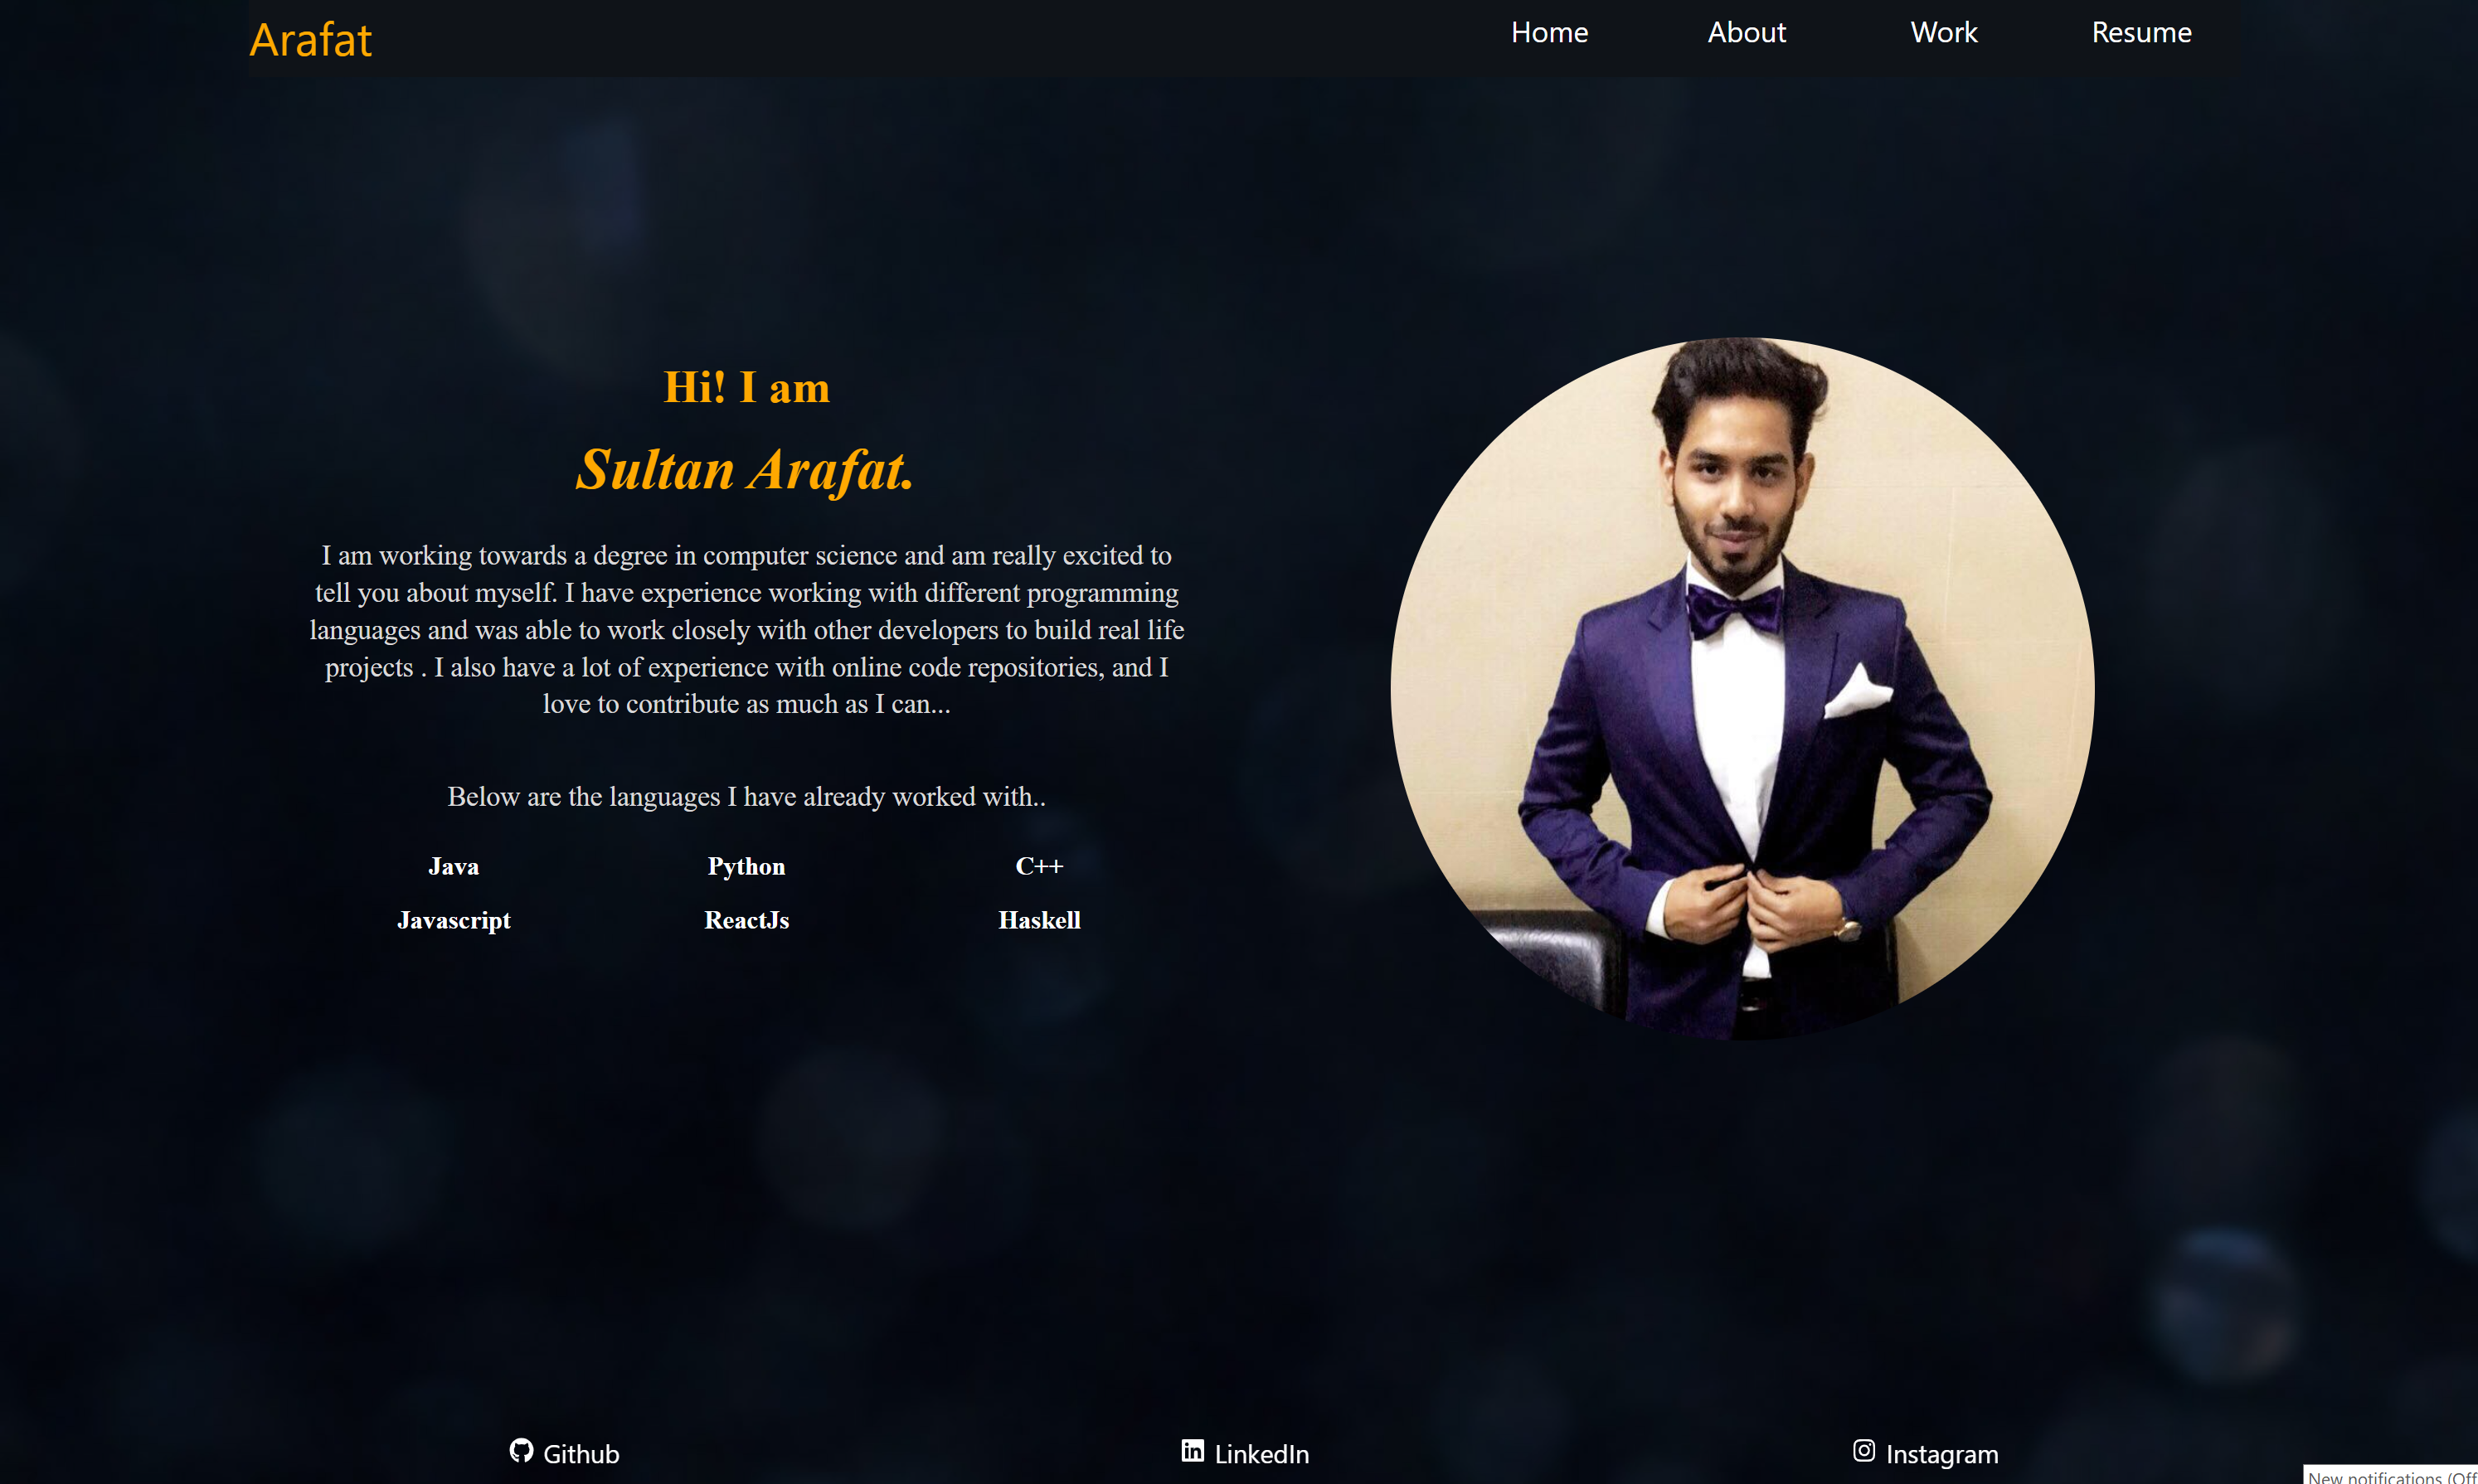 Arafat
Home About Work Resume
Hi! I am
Sultan Arafat.
I am working towards a degree in computer science and am really excited to
tell you about myself. I have experience working with different programming
languages and was able to work closely with other developers to build real life
projects . I also have a lot of experience with online code repositories, and I
love to contribute as much as I can...
Below are the languages I have already worked with..
Java Python C++
Javascript ReactJs Haskell
Github LinkedIn Instagram
New notifications (Off